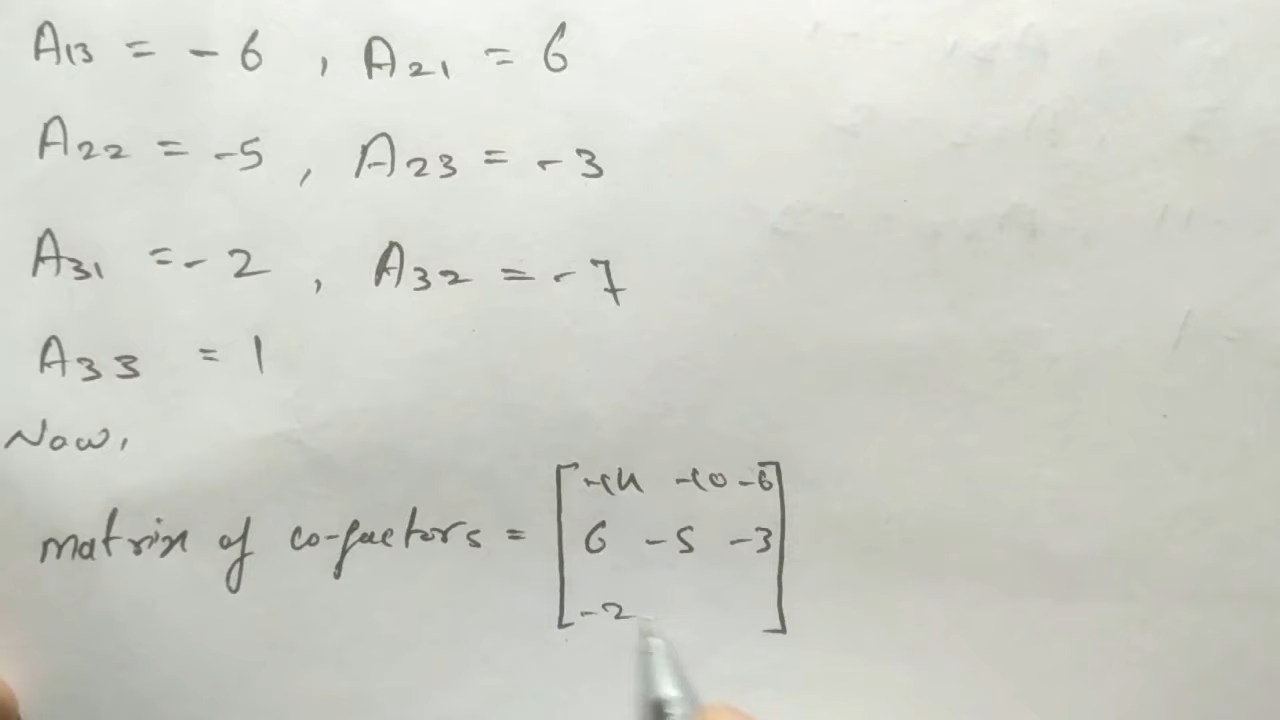 A13 = -6 , A21 = 6
A22 = -5 , A23 = -3
A31 = -2 , A32 = -7
A33 = 1
Now,
matrix of co-factors = [ -14 -10 -6
6 -5 -3
-2 ]